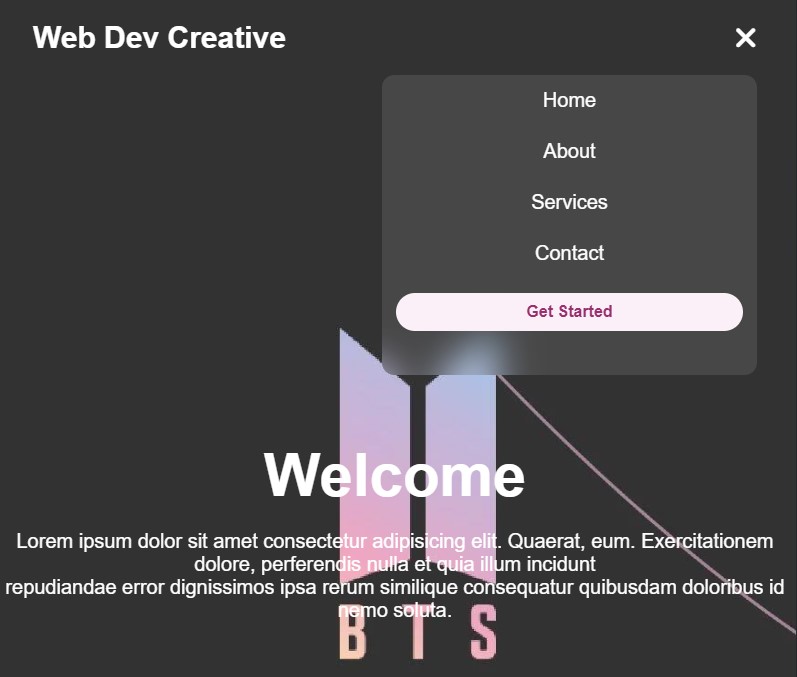 Web Dev Creative
Home
About
Services
Contact
Get Started
Welcome
Lorem ipsum dolor sit amet consectetur adipisicing elit. Quaerat, eum. Exercitationem
dolore, perferendis nulla et quia illum incidunt
repudiandae error dignissimos ipsa rerum similique consequatur quibusdam doloribus id
nemo soluta.
BTS